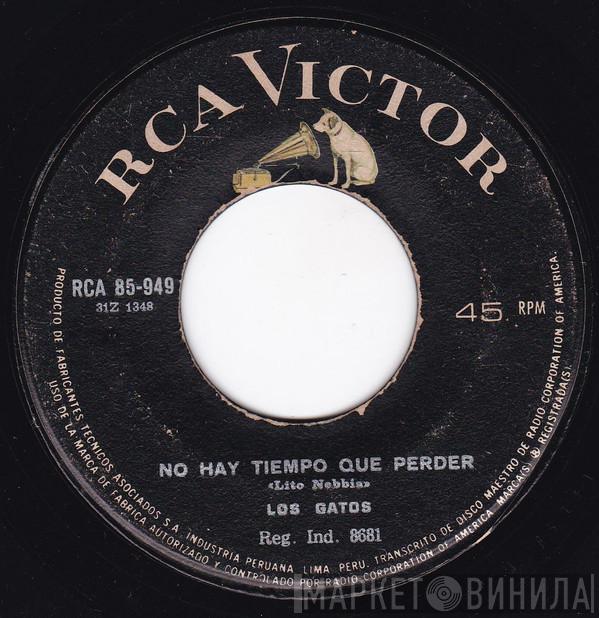 RCA VICTOR
RCA 85-949
31Z 1348
45 RPM
NO HAY TIEMPO QUE PERDER
«Lito Nebbia»
LOS GATOS
Reg. Ind. 8681
PRODUCTO DE FABRICANTES TECNICOS ASOCIADOS S.A. INDUSTRIA PERUANA LIMA PERU. TRANSCRITO DE DISCO MAESTRO DE RADIO CORPORATION OF AMERICA.
USO DE LA MARCA DE FABRICA AUTORIZADO Y CONTROLADO POR RADIO CORPORATION OF AMERICA MARCA(S) ® REGISTRADA(S)
МАРКЕТ ВИНИЛА